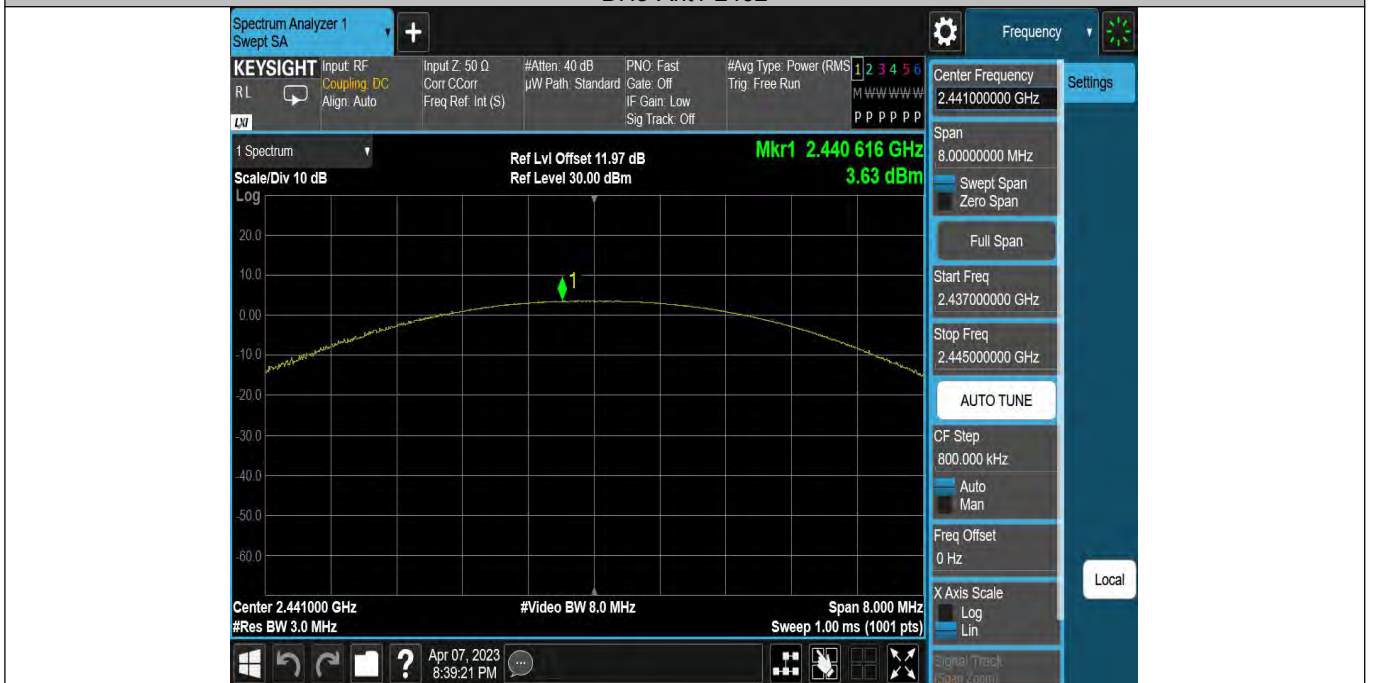 Spectrum Analyzer 1
Swept SA
+
Frequency
KEYSIGHT
RL
LXI
Input: RF
Coupling: DC
Align: Auto
Input Z: 50 Ω
Corr CCorr
Freq Ref: Int (S)
#Atten: 40 dB
µW Path: Standard
PNO: Fast
Gate: Off
IF Gain: Low
Sig Track: Off
#Avg Type: Power (RMS
Trig: Free Run
1 2 3 4 5 6
M W W W W W
P P P P P P
1 Spectrum
Scale/Div 10 dB
Ref Lvl Offset 11.97 dB
Ref Level 30.00 dBm
Mkr1 2.440 616 GHz
3.63 dBm
Log
20.0
10.0
0.00
-10.0
-20.0
-30.0
-40.0
-50.0
-60.0
1
Center 2.441000 GHz
#Video BW 8.0 MHz
Span 8.000 MHz
#Res BW 3.0 MHz
Sweep 1.00 ms (1001 pts)
?
Apr 07, 2023
8:39:21 PM
Center Frequency
2.441000000 GHz
Settings
Span
8.00000000 MHz
Swept Span
Zero Span
Full Span
Start Freq
2.437000000 GHz
Stop Freq
2.445000000 GHz
AUTO TUNE
CF Step
800.000 kHz
Auto
Man
Freq Offset
0 Hz
Local
X Axis Scale
Log
Lin
Signal Track
(Span Zoom)